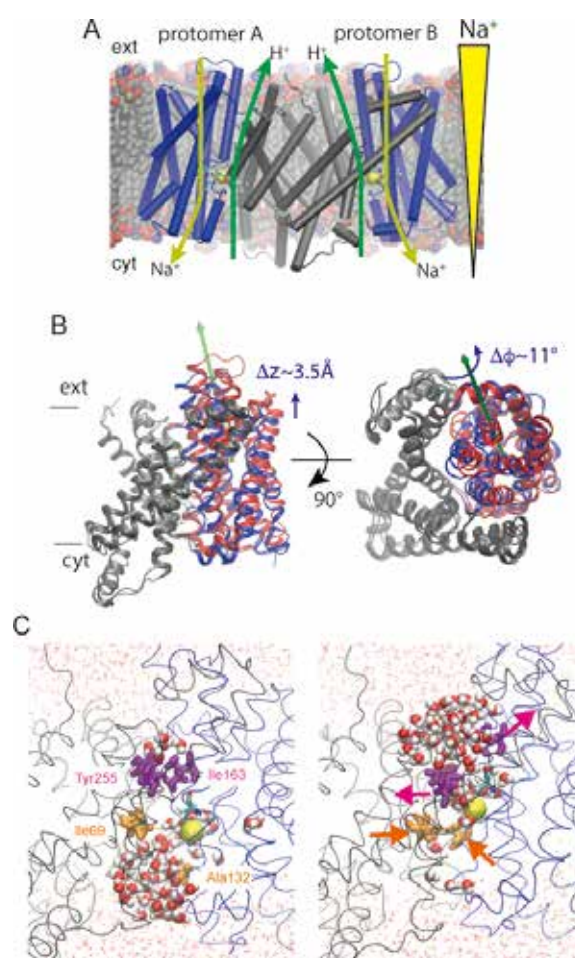 A
ext
protomer A
H⁺
H⁺
protomer B
Na⁺
cyt
Na⁺
Na⁺
B
ext
Δz~3.5Å
Δϕ~11°
90°
cyt
C
Tyr255
Ile163
Ile69
Ala132